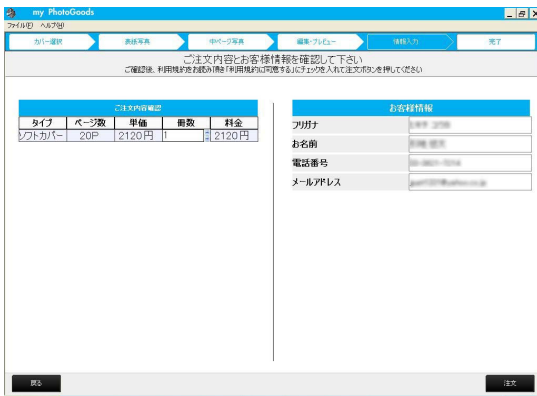 my PhotoGoods
ファイル(F) ヘルプ(H)
カバー選択 表紙写真 中ページ写真 編集・プレビュー 情報入力 完了
ご注文内容とお客様情報を確認して下さい
ご確認後、利用規約をお読み頂き「利用規約に同意する」にチェックを入れて注文ボタンを押してください
ご注文内容確認
タイプ ページ数 単価 冊数 料金
ソフトカバー 20P 2120円 1 2120円
お客様情報
フリガナ
お名前
電話番号
メールアドレス
戻る
注文